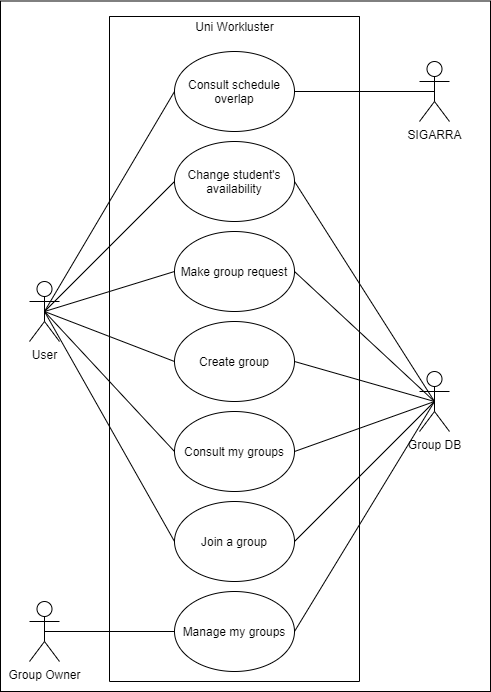 Uni Workluster
Consult schedule
overlap
SIGARRA
Change student's
availability
Make group request
User
Create group
Group DB
Consult my groups
Join a group
Manage my groups
Group Owner